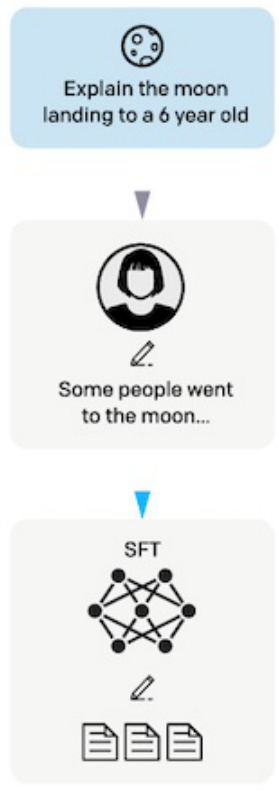 Explain the moon
landing to a 6 year old
Some people went
to the moon...
SFT